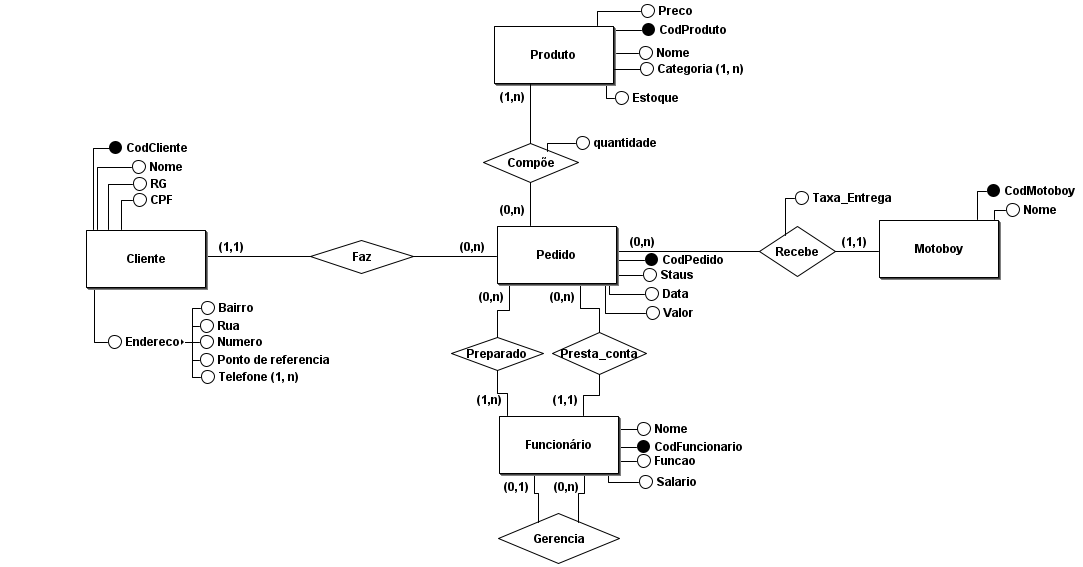 Preco
CodProduto
Produto
Nome
Categoria (1, n)
(1,n)
Estoque
quantidade
Compõe
(0,n)
CodCliente
Nome
RG
CPF
Cliente
(1,1)
Faz
(0,n)
Pedido
(0,n)
CodPedido
Staus
Data
Valor
Taxa_Entrega
Recebe
(1,1)
CodMotoboy
Nome
Motoboy
Endereco
Bairro
Rua
Numero
Ponto de referencia
Telefone (1, n)
(0,n)
(0,n)
Preparado
Presta_conta
(1,n)
(1,1)
Funcionário
Nome
CodFuncionario
Funcao
Salario
(0,1)
(0,n)
Gerencia